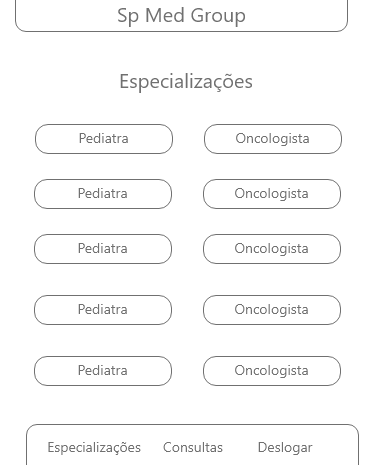 Sp Med Group
Especializações
Pediatra Oncologista
Pediatra Oncologista
Pediatra Oncologista
Pediatra Oncologista
Pediatra Oncologista
Especializações Consultas Deslogar